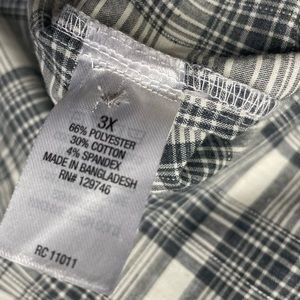 3X
66% POLYESTER
30% COTTON
4% SPANDEX
MADE IN BANGLADESH
RN# 129746
RC 11011